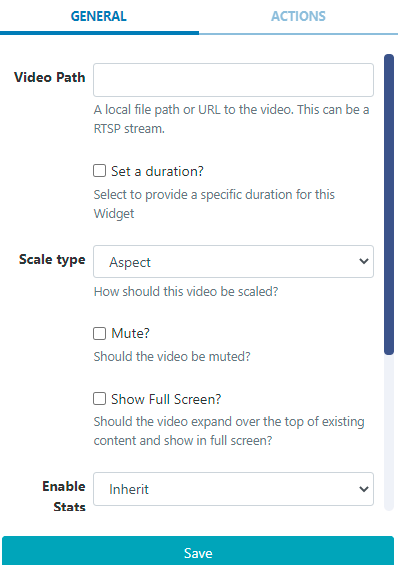 GENERAL ACTIONS
Video Path
A local file path or URL to the video. This can be a
RTSP stream.
Set a duration?
Select to provide a specific duration for this
Widget
Scale type Aspect
How should this video be scaled?
Mute?
Should the video be muted?
Show Full Screen?
Should the video expand over the top of existing
content and show in full screen?
Enable Inherit
Stats
Save